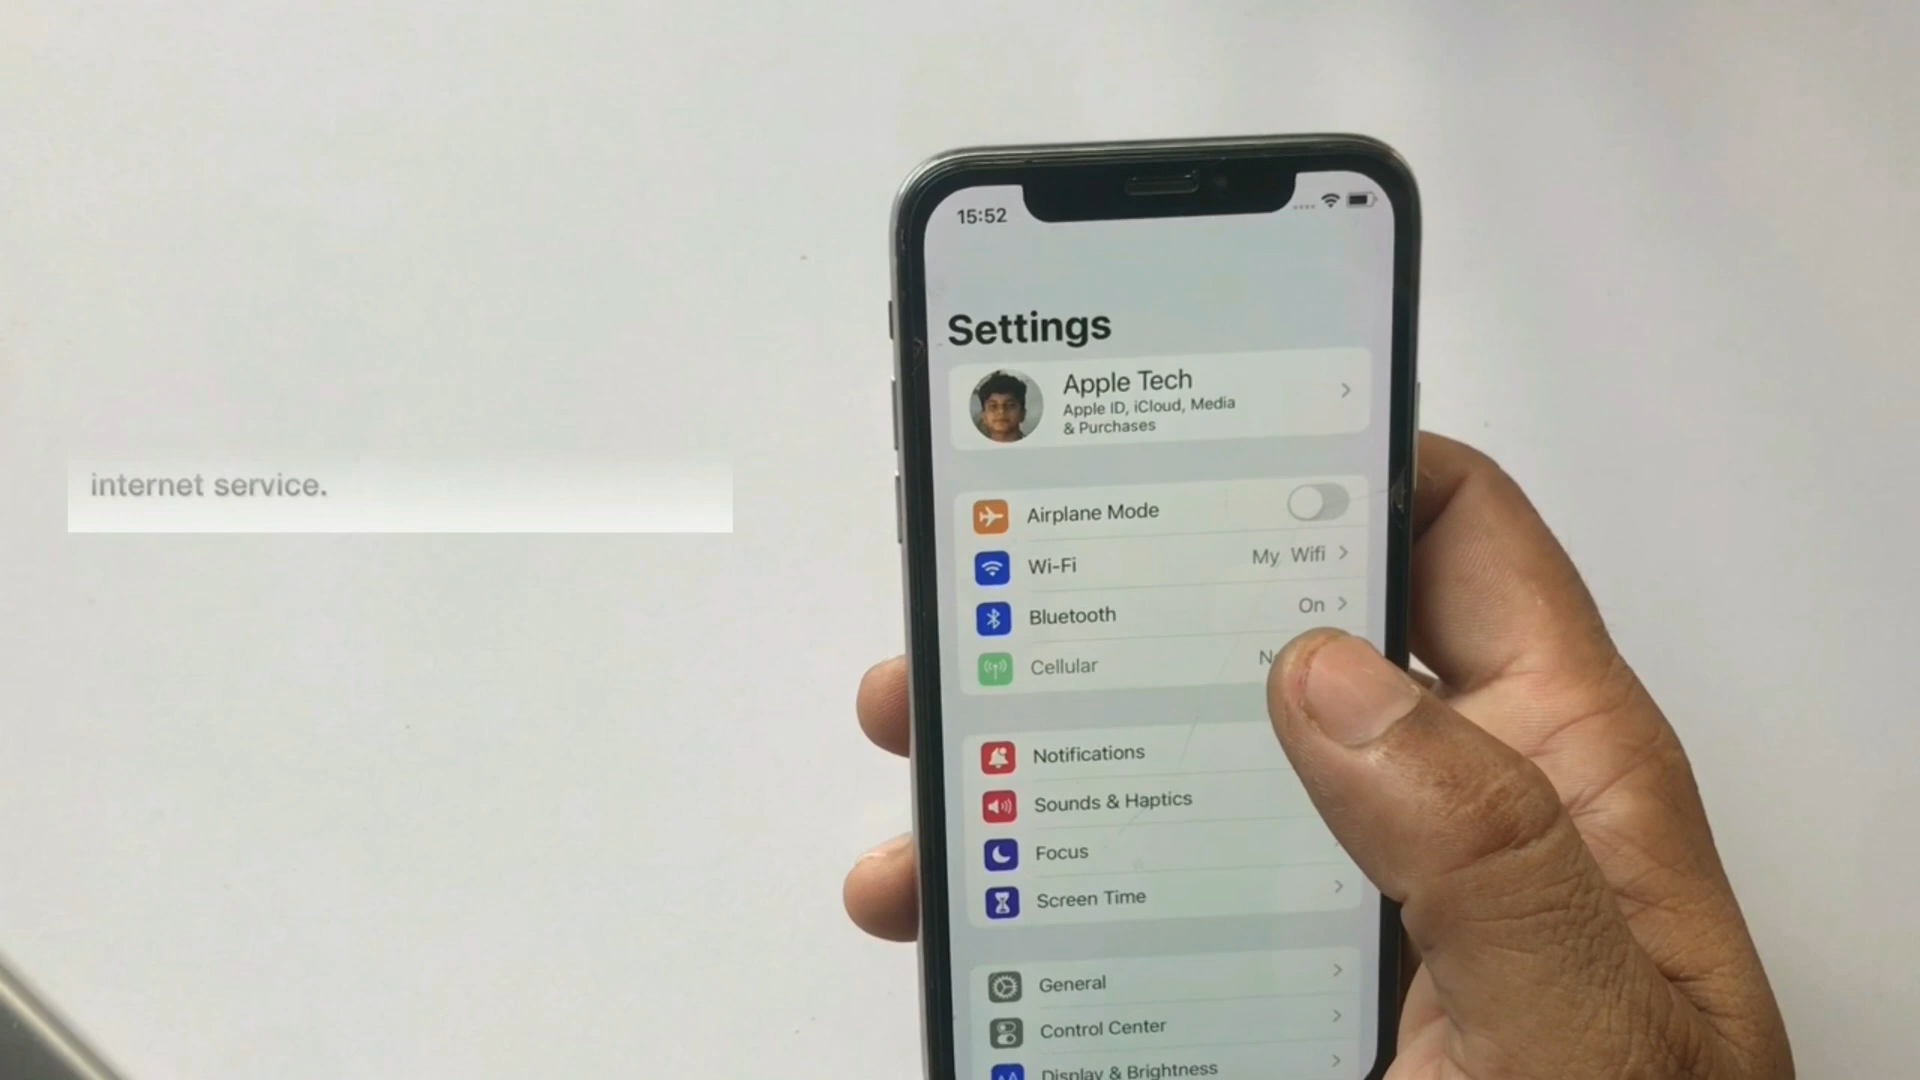 internet service.
15:52
Settings
Apple Tech
Apple ID, iCloud, Media
& Purchases
Airplane Mode
Wi-Fi My Wifi
Bluetooth On
Cellular
Notifications
Sounds & Haptics
Focus
Screen Time
General
Control Center
Display & Brightness